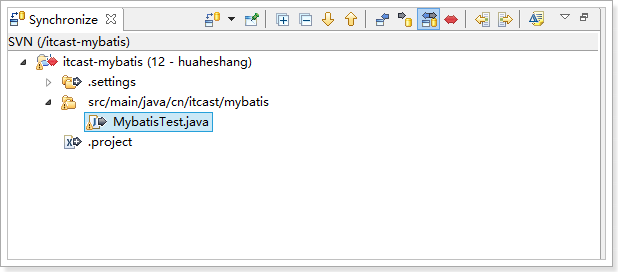 Synchronize
SVN (/itcast-mybatis)
itcast-mybatis (12 - huaheshang)
.settings
src/main/java/cn/itcast/mybatis
MybatisTest.java
.project